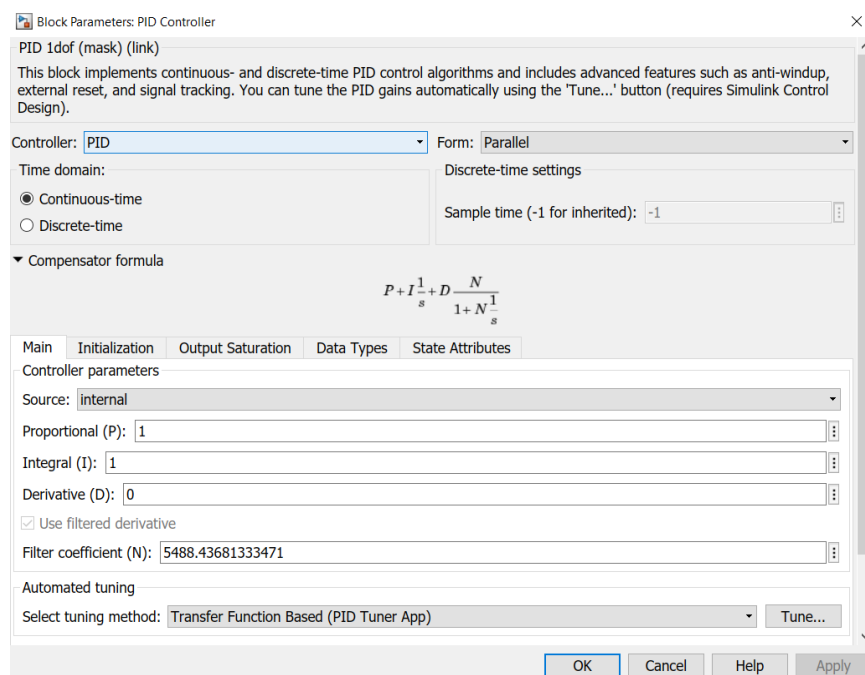 Block Parameters: PID Controller
PID 1dof (mask) (link)
This block implements continuous- and discrete-time PID control algorithms and includes advanced features such as anti-windup,
external reset, and signal tracking. You can tune the PID gains automatically using the 'Tune...' button (requires Simulink Control
Design).
Controller: PID Form: Parallel
Time domain: Discrete-time settings
Continuous-time
Discrete-time
Sample time (-1 for inherited): -1
Compensator formula
P+I 1/s + D N/(1+N 1/s)
Main Initialization Output Saturation Data Types State Attributes
Controller parameters
Source: internal
Proportional (P): 1
Integral (I): 1
Derivative (D): 0
Use filtered derivative
Filter coefficient (N): 5488.43681333471
Automated tuning
Select tuning method: Transfer Function Based (PID Tuner App) Tune...
OK Cancel Help Apply